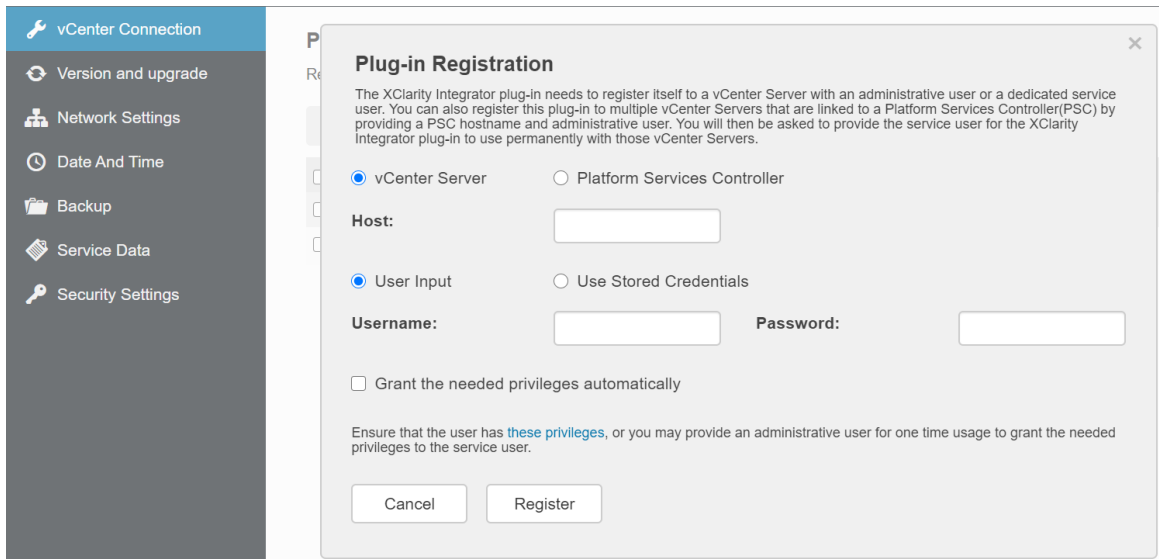 vCenter Connection
Version and upgrade
Network Settings
Date And Time
Backup
Service Data
Security Settings
P
Re
×
Plug-in Registration
The XClarity Integrator plug-in needs to register itself to a vCenter Server with an administrative user or a dedicated service
user. You can also register this plug-in to multiple vCenter Servers that are linked to a Platform Services Controller(PSC) by
providing a PSC hostname and administrative user. You will then be asked to provide the service user for the XClarity
Integrator plug-in to use permanently with those vCenter Servers.
vCenter Server Platform Services Controller
Host:
User Input Use Stored Credentials
Username: Password:
Grant the needed privileges automatically
Ensure that the user has these privileges, or you may provide an administrative user for one time usage to grant the needed
privileges to the service user.
Cancel Register